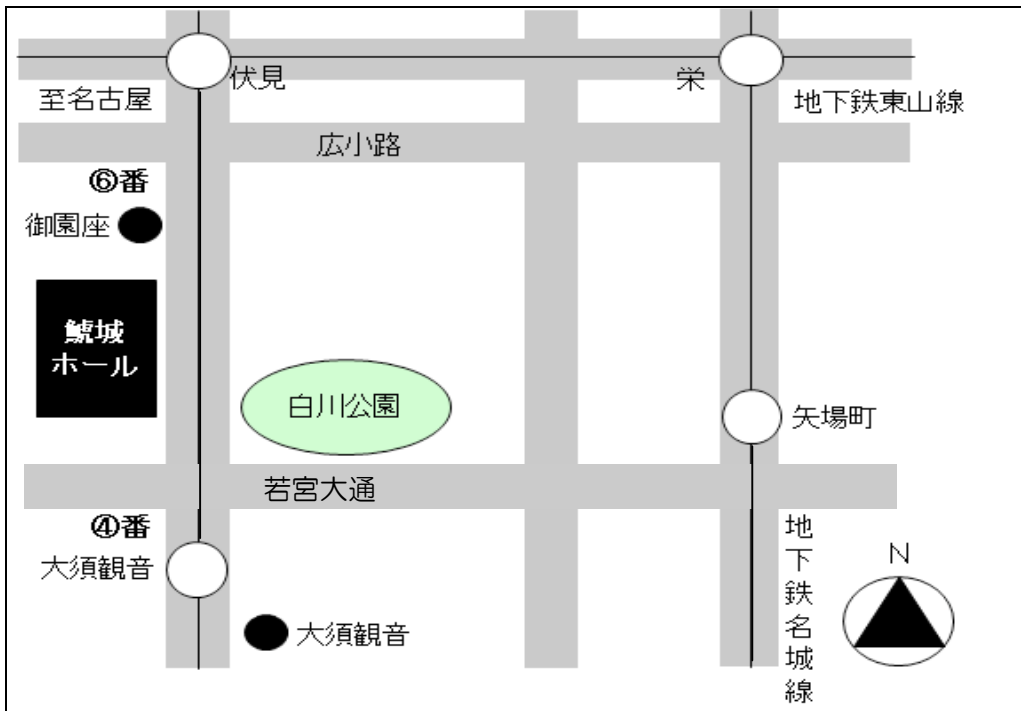 伏見
栄
至名古屋
地下鉄東山線
広小路
⑥番
御園座
鯱城
ホール
白川公園
矢場町
若宮大通
④番
大須観音
地下鉄名城線
N
大須観音